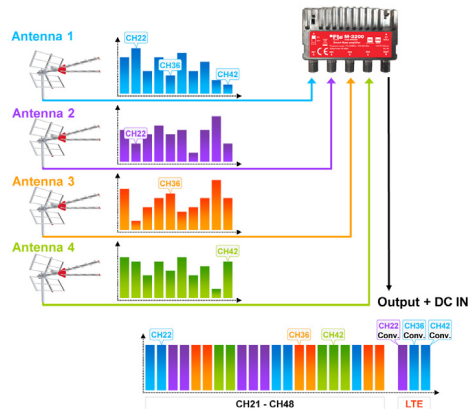 Antenna 1
CH22
CH36
CH42
M-2200
Antenna 2
CH22
Antenna 3
CH36
Antenna 4
CH42
Output + DC IN
CH22
CH36
CH42
CH22
Conv.
CH36
Conv.
CH42
Conv.
CH21 - CH48
LTE